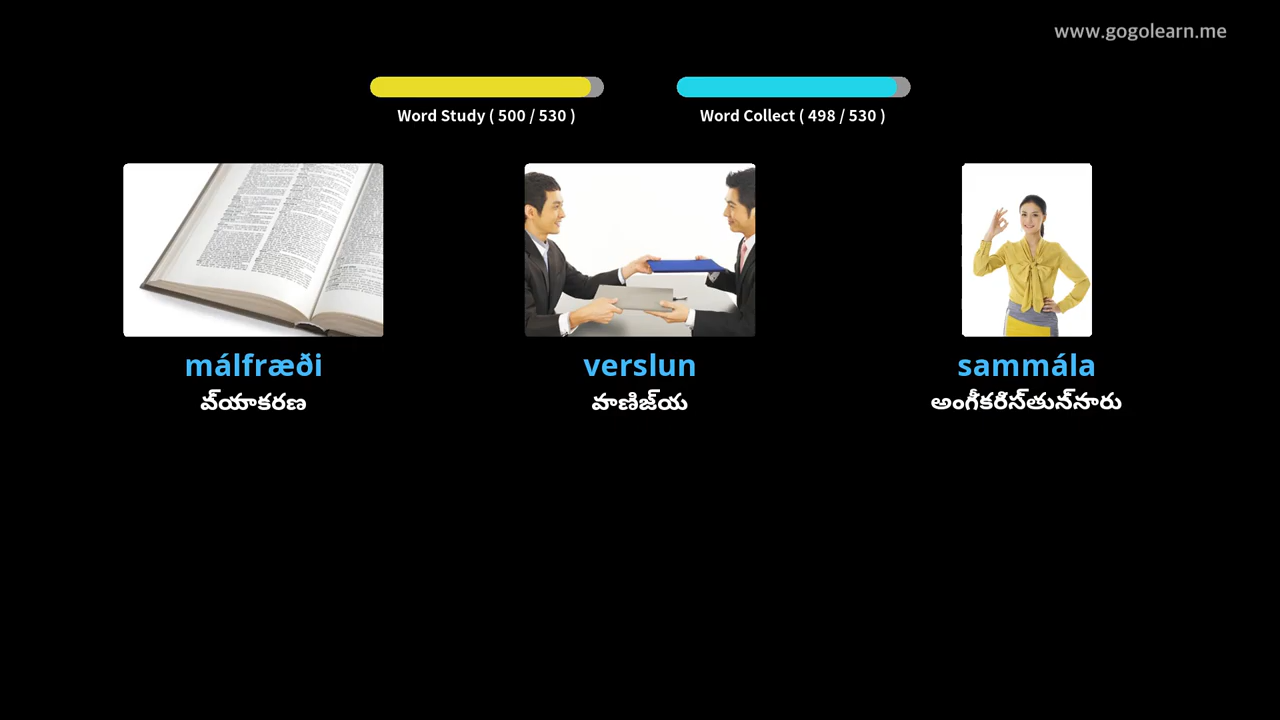 www.gogolearn.me
Word Study ( 500 / 530 )
Word Collect ( 498 / 530 )
málfræði
verslun
sammála
వ్యాకరణ
వాణిజ్య
అంగీకరిస్తున్నారు